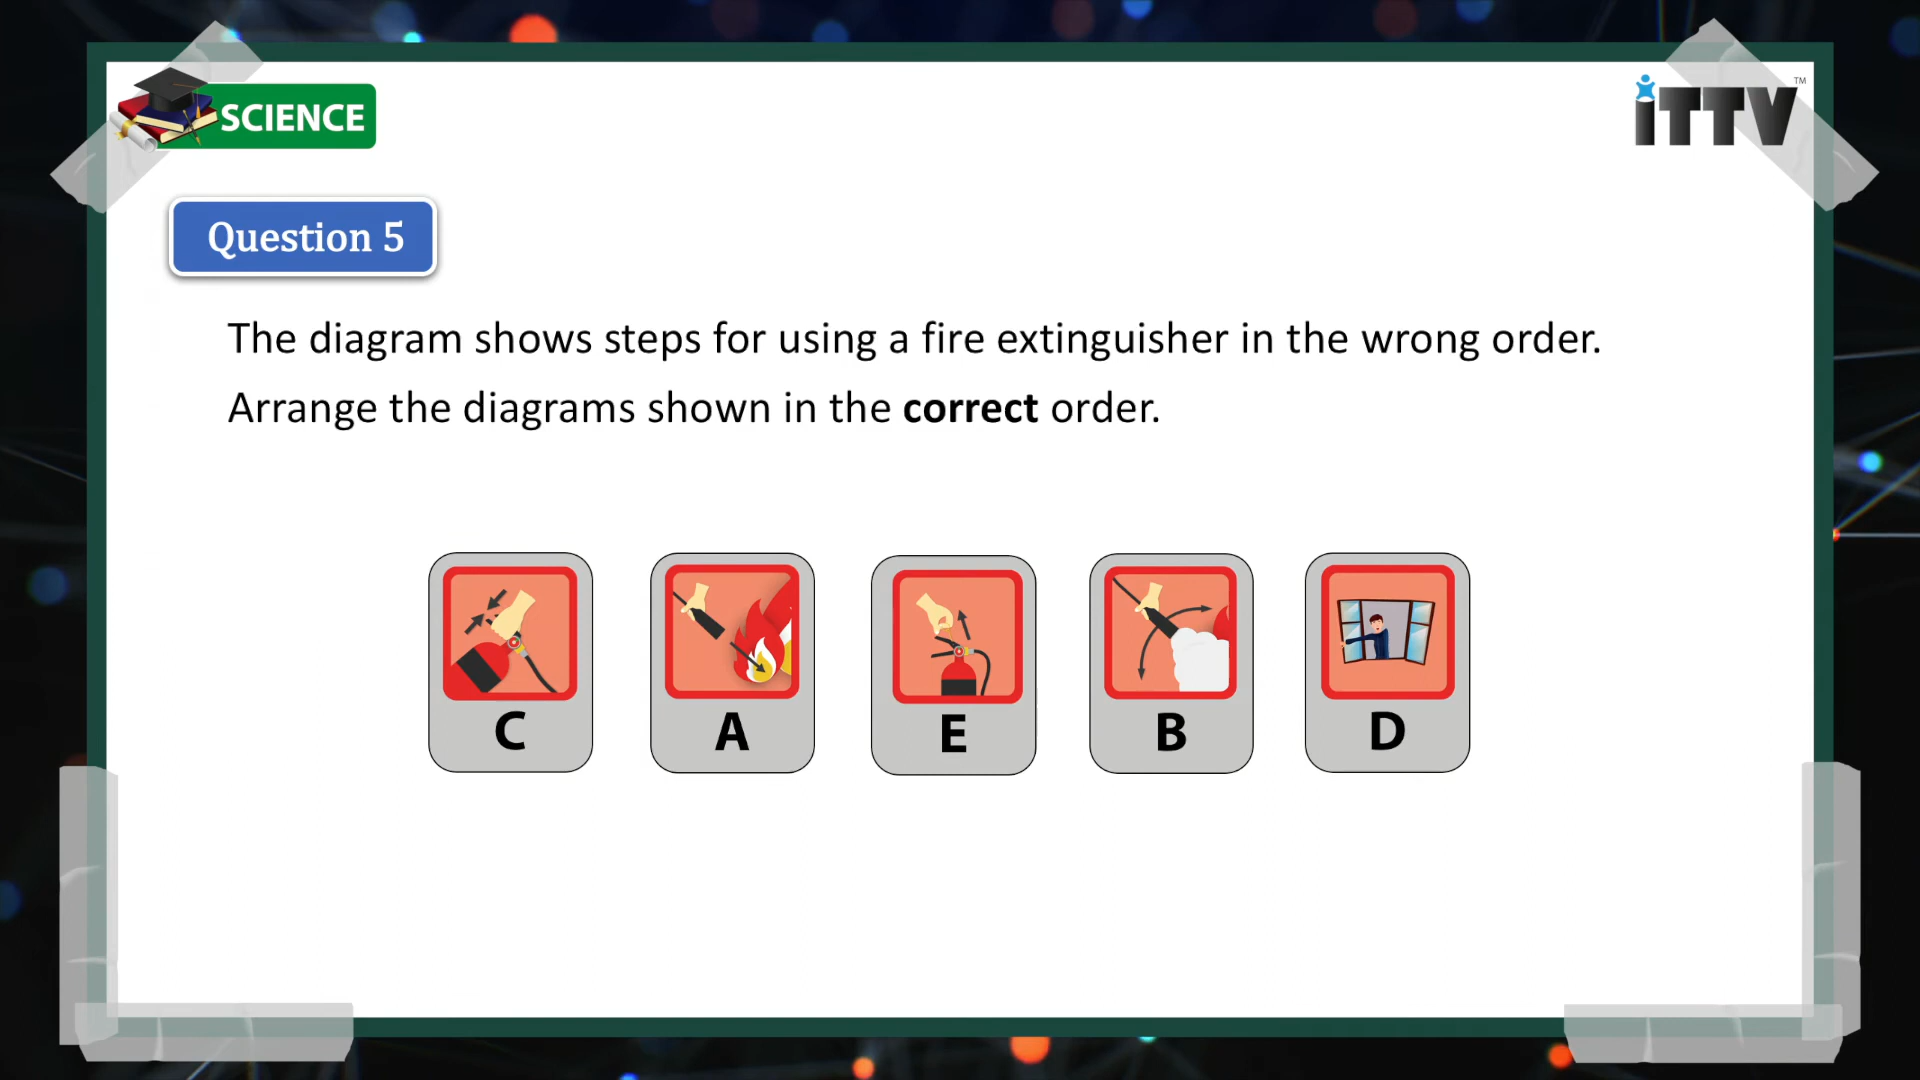 SCIENCE
iTTV TM
Question 5
The diagram shows steps for using a fire extinguisher in the wrong order.
Arrange the diagrams shown in the correct order.
C A E B D